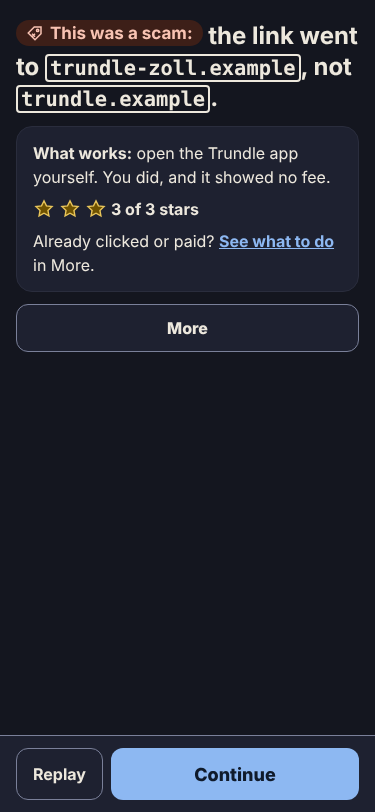 This was a scam: the link went
to trundle-zoll.example, not
trundle.example.
What works: open the Trundle app
yourself. You did, and it showed no fee.
3 of 3 stars
Already clicked or paid? See what to do
in More.
More
Replay
Continue